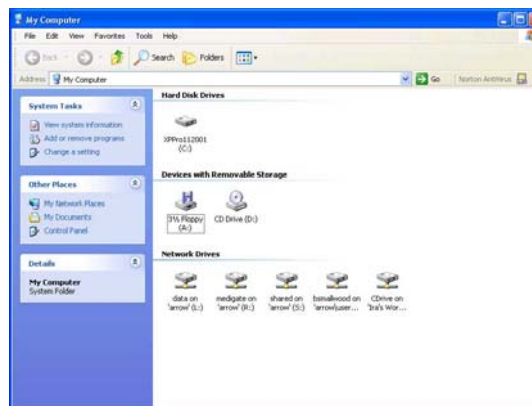 My Computer
File Edit View Favorites Tools Help
Back Search Folders
Address My Computer Go Norton AntiVirus
System Tasks
View system information
Add or remove programs
Change a setting
Other Places
My Network Places
My Documents
Control Panel
Details
My Computer
System Folder
Hard Disk Drives
XPPro112001
(C:)
Devices with Removable Storage
3½ Floppy
(A:)
CD Drive (D:)
Network Drives
data on
'arrow' (L:)
medigate on
'arrow' (R:)
shared on
'arrow' (S:)
bsmallwood on
'arrow\user...
CDrive on
'Ira's Wor...